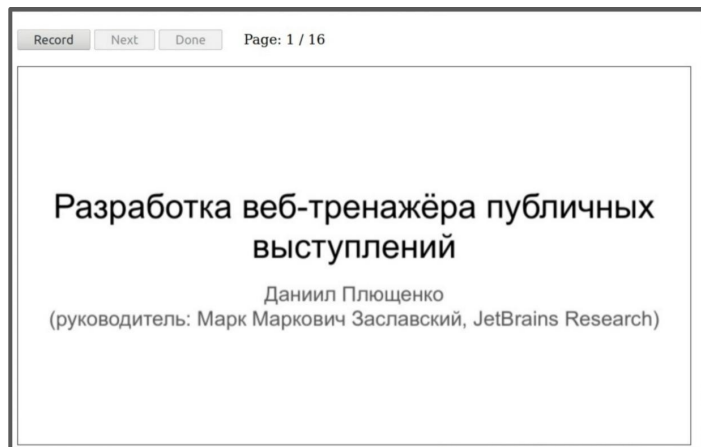 Record Next Done Page: 1 / 16
Разработка веб-тренажёра публичных
выступлений
Даниил Плющенко
(руководитель: Марк Маркович Заславский, JetBrains Research)